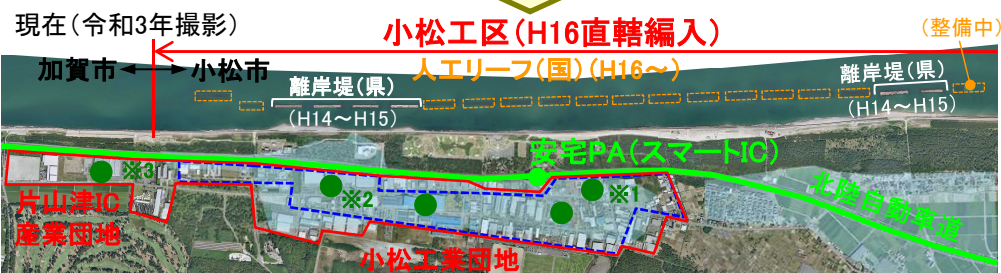 現在（令和3年撮影）
小松工区（H16直轄編入）
（整備中）
加賀市
小松市
人工リーフ（国）（H16～）
離岸堤（県）
（H14～H15）
離岸堤（県）
（H14～H15）
安宅PA（スマートIC）
※3
※2
※1
北陸自動車道
片山津IC
産業団地
小松工業団地